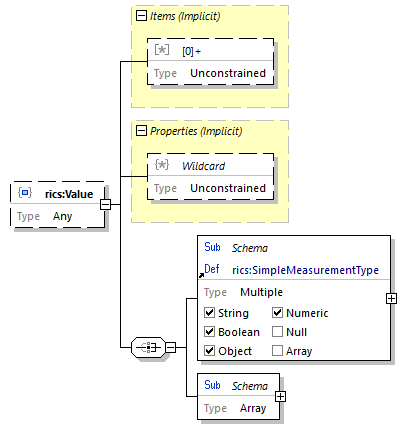 Items (Implicit)
[0]+
Type Unconstrained
Properties (Implicit)
Wildcard
Type Unconstrained
rics:Value
Type Any
Sub Schema
Def rics:SimpleMeasurementType
Type Multiple
String Numeric
Boolean Null
Object Array
Sub Schema
Type Array